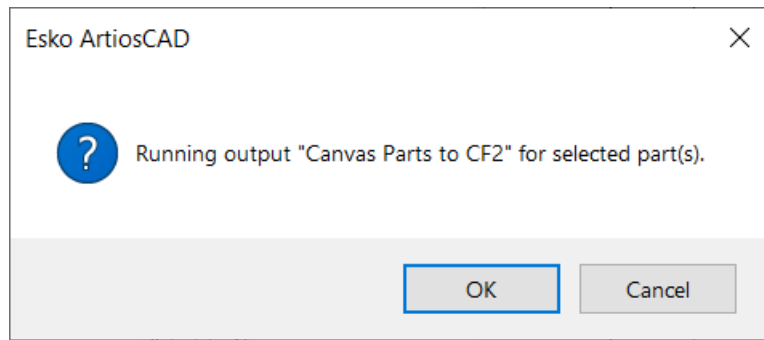 Esko ArtiosCAD
?
Running output "Canvas Parts to CF2" for selected part(s).
OK
Cancel